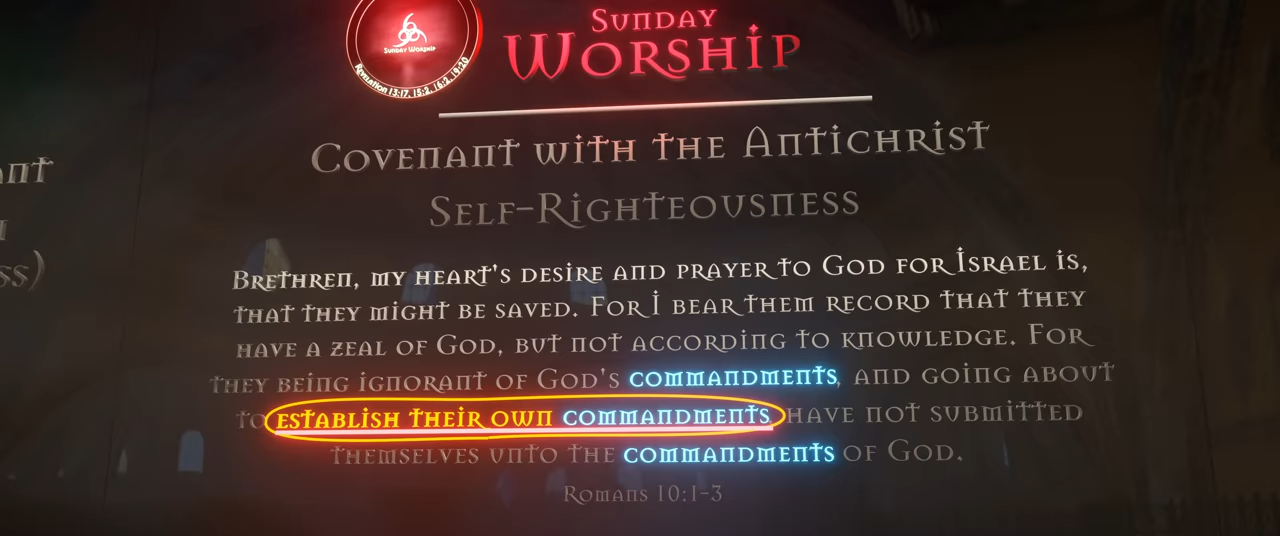 Sunday Worship
Revelation 13:17, 15:2, 16:2, 19:20
Sunday
Worship
Covenant with the Antichrist
Self-Righteousness
Brethren, my heart's desire and prayer to God for Israel is,
that they might be saved. For I bear them record that they
have a zeal of God, but not according to knowledge. For
they being ignorant of God's commandments, and going about
to establish their own commandments have not submitted
themselves unto the commandments of God.
Romans 10:1-3
ss)